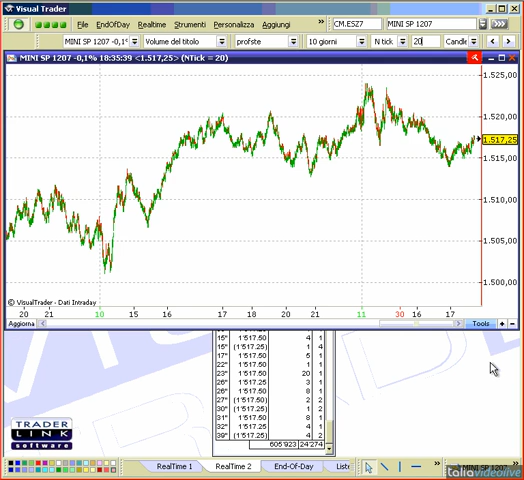 Visual Trader
File EndOfDay Realtime Strumenti Personalizza Aggiungi » CM.ESZ7 MINI SP 1207
MINI SP 1207 -0,1% Volume del titolo profste 10 giorni N tick 20 Candle
MINI SP 1207 -0,1% 18:35:39 <1.517,25> (NTick = 20)
1.525,00
1.520,00
1.517,25
1.515,00
1.510,00
1.505,00
1.500,00
© VisualTrader - Dati Intraday
20 21 10 15 17 18 20 21 11 30 16 17
Aggiorna Tools
15" 1'517.50 4 1
16" (1'517.25) 1 4
17" 1'517.50 5 1
22" (1'517.25) 1 1
23" 1'517.50 20 1
26" (1'517.25) 3 1
26" 1'517.50 8 1
27" (1'517.25) 2 2
30" (1'517.25) 1 2
31" 1'517.50 8 1
28" (1'517.25) 4 2
39" (1'517.25) 4 2
605'923 24'274
TRADER
LINK
software
RealTime 1 RealTime 2 End-Of-Day MINI SP 1207
italiavideolive